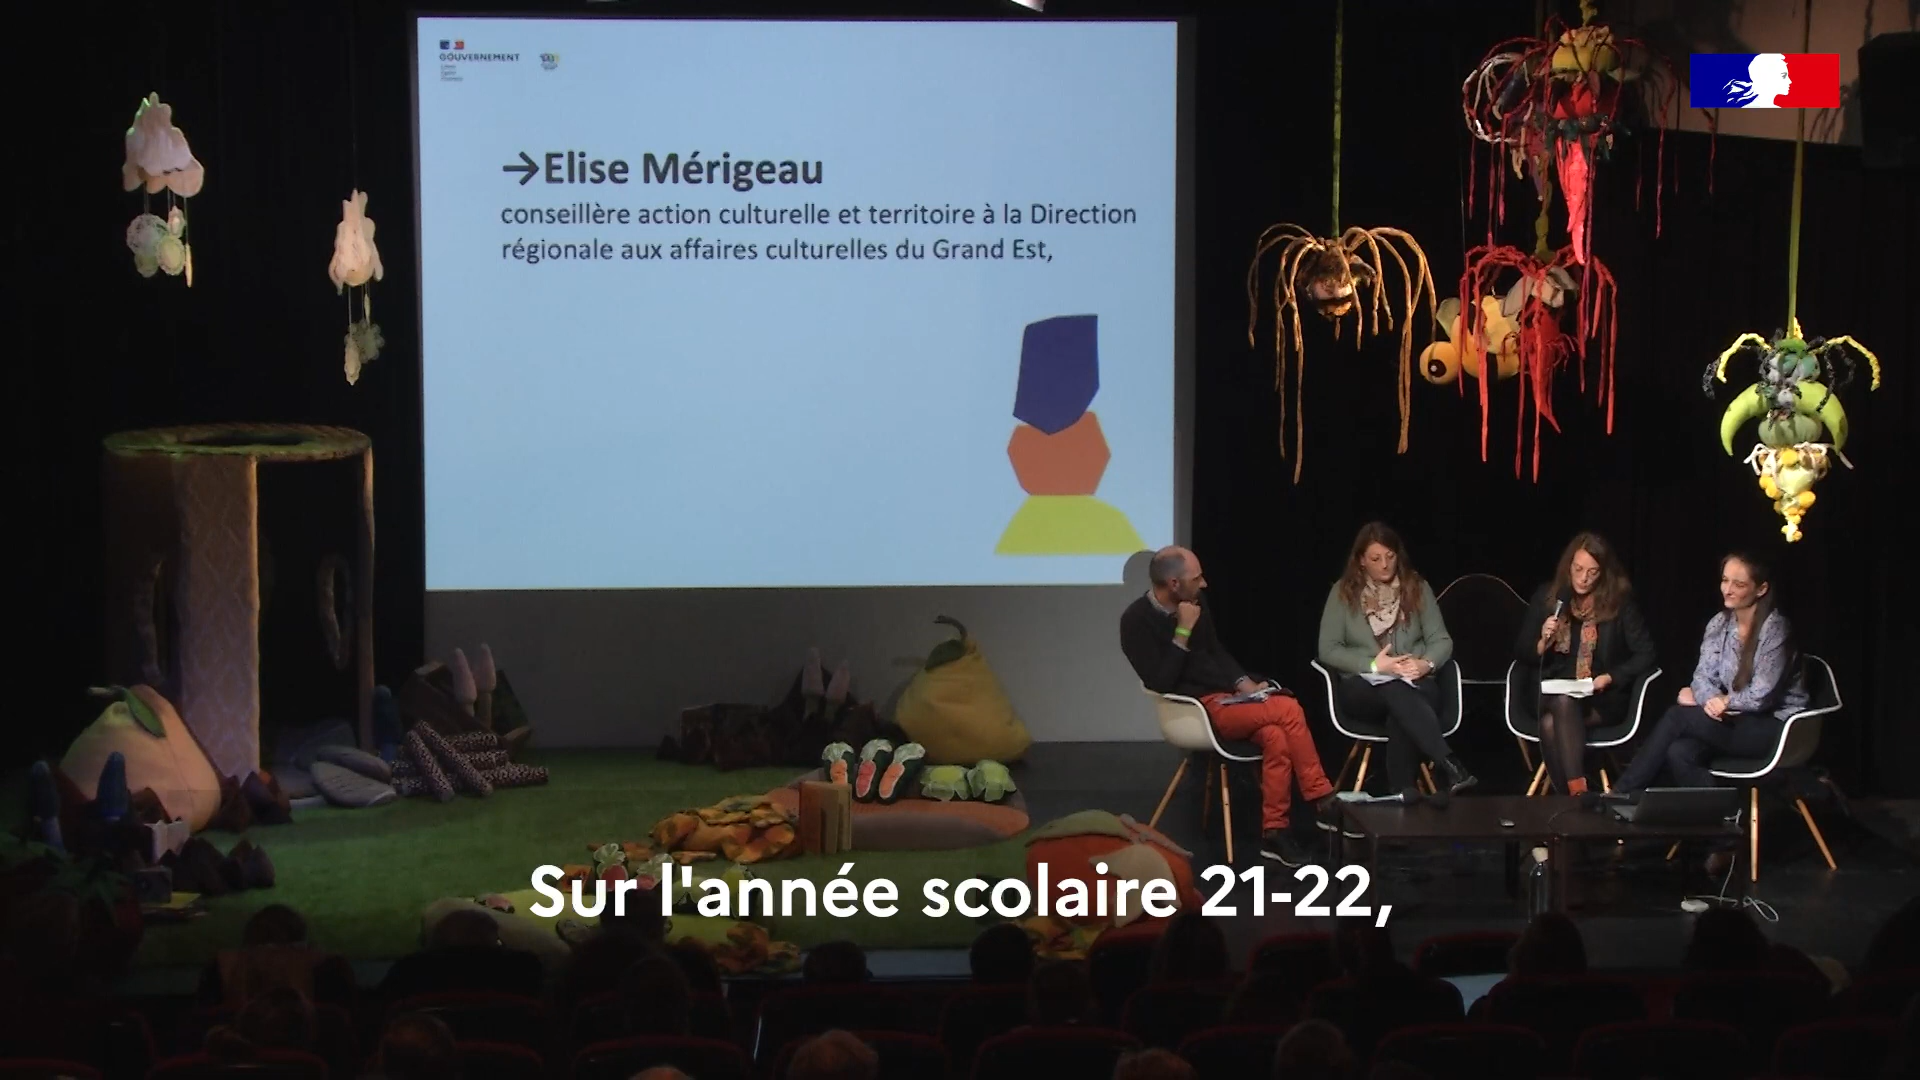 GOUVERNEMENT
→Elise Mérigeau
conseillère action culturelle et territoire à la Direction
régionale aux affaires culturelles du Grand Est,
Sur l'année scolaire 21-22,